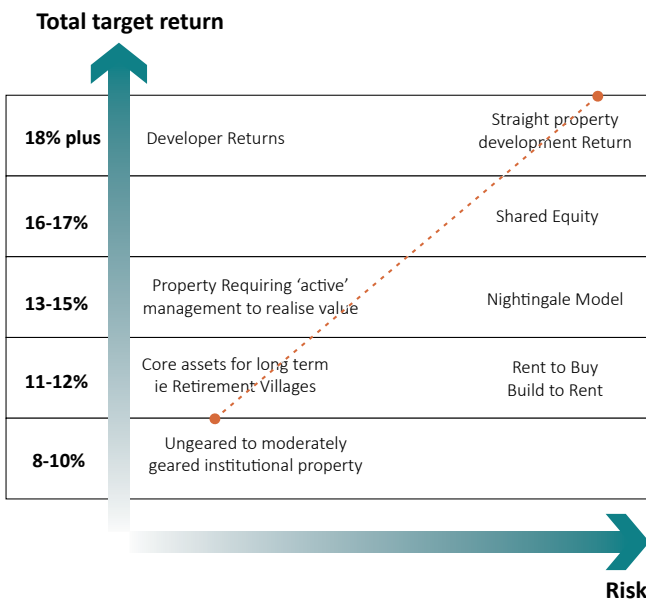 Total target return
18% plus
Developer Returns
Straight property
development Return
16-17%
Shared Equity
13-15%
Property Requiring ‘active’
management to realise value
Nightingale Model
11-12%
Core assets for long term
ie Retirement Villages
Rent to Buy
Build to Rent
8-10%
Ungeared to moderately
geared institutional property
Risk